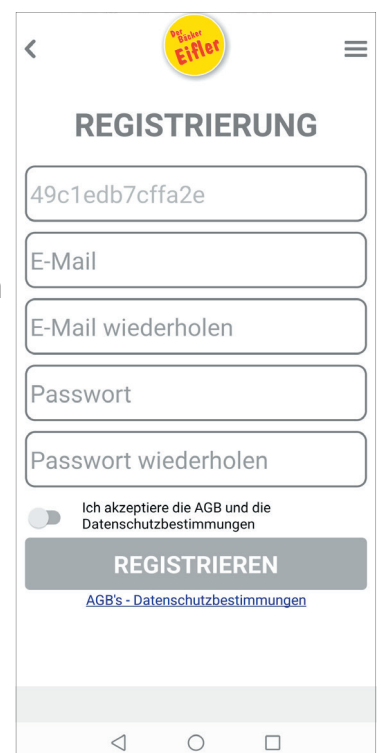 Der
Bäcker
Eifler
REGISTRIERUNG
49c1edb7cffa2e
E-Mail
E-Mail wiederholen
Passwort
Passwort wiederholen
Ich akzeptiere die AGB und die
Datenschutzbestimmungen
REGISTRIEREN
AGB's - Datenschutzbestimmungen